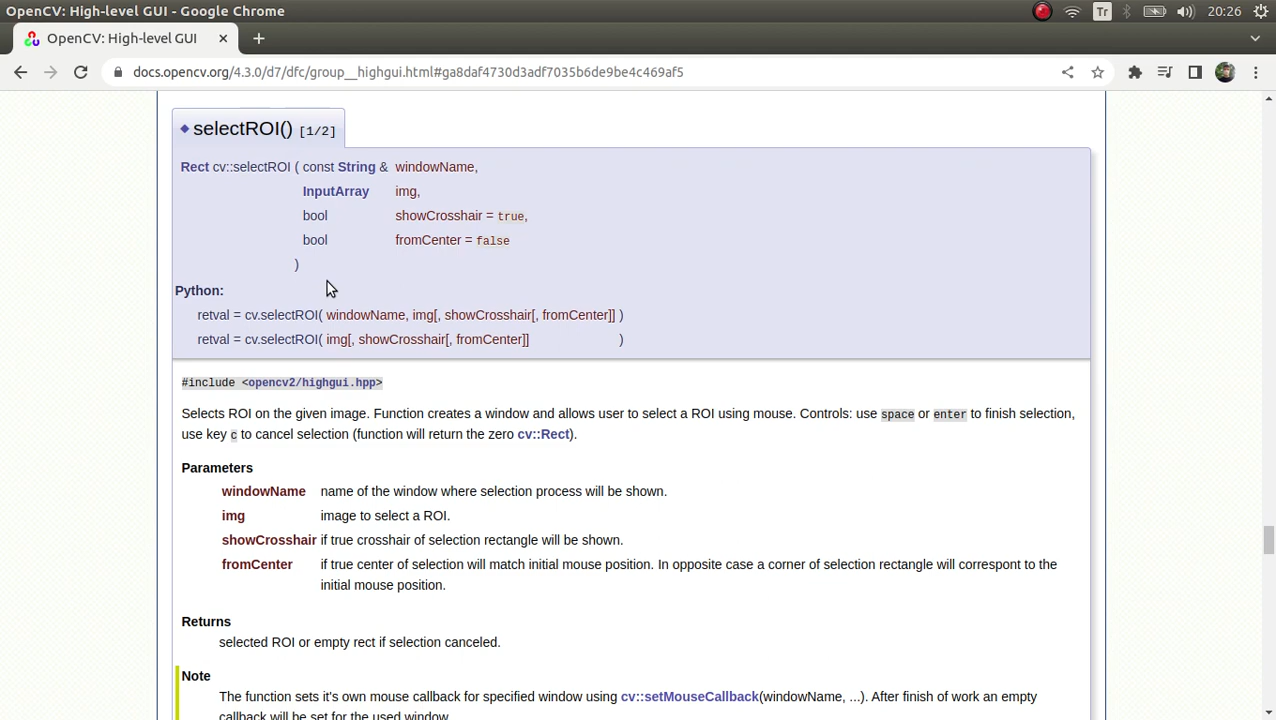 OpenCV: High-level GUI - Google Chrome
Tr
20:26
OpenCV: High-level GUI
docs.opencv.org/4.3.0/d7/dfc/group__highgui.html#ga8daf4730d3adf7035b6de9be4c469af5
selectROI() [1/2]
Rect cv::selectROI ( const String & windowName,
InputArray img,
bool showCrosshair = true,
bool fromCenter = false
)
Python:
retval = cv.selectROI( windowName, img[, showCrosshair[, fromCenter]] )
retval = cv.selectROI( img[, showCrosshair[, fromCenter]] )
#include <opencv2/highgui.hpp>
Selects ROI on the given image. Function creates a window and allows user to select a ROI using mouse. Controls: use space or enter to finish selection,
use key c to cancel selection (function will return the zero cv::Rect).
Parameters
windowName name of the window where selection process will be shown.
img image to select a ROI.
showCrosshair if true crosshair of selection rectangle will be shown.
fromCenter if true center of selection will match initial mouse position. In opposite case a corner of selection rectangle will correspont to the
initial mouse position.
Returns
selected ROI or empty rect if selection canceled.
Note
The function sets it's own mouse callback for specified window using cv::setMouseCallback(windowName, ...). After finish of work an empty
callback will be set for the used window.